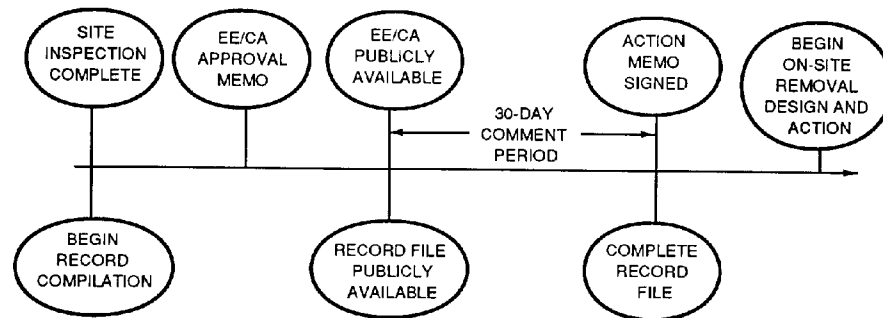 SITE
INSPECTION
COMPLETE
EE/CA
APPROVAL
MEMO
EE/CA
PUBLICLY
AVAILABLE
30-DAY
COMMENT
PERIOD
ACTION
MEMO
SIGNED
BEGIN
ON-SITE
REMOVAL
DESIGN AND
ACTION
BEGIN
RECORD
COMPILATION
RECORD FILE
PUBLICLY
AVAILABLE
COMPLETE
RECORD
FILE